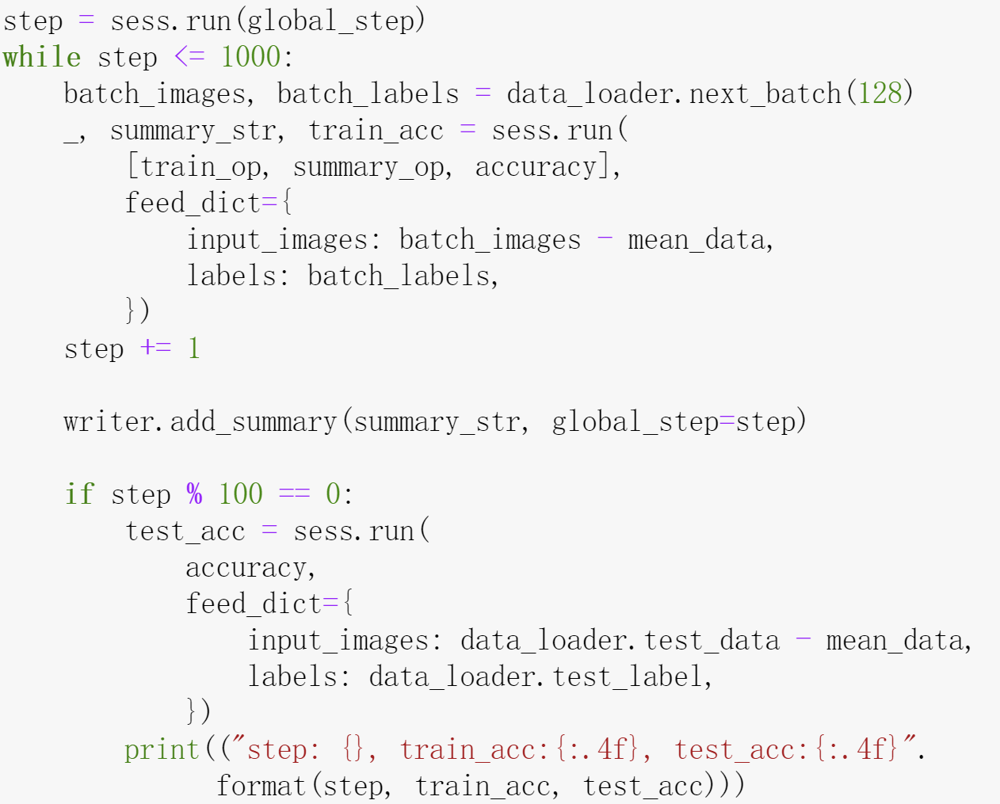 step = sess.run(global_step)
while step <= 1000:
    batch_images, batch_labels = data_loader.next_batch(128)
    _, summary_str, train_acc = sess.run(
        [train_op, summary_op, accuracy],
        feed_dict={
            input_images: batch_images - mean_data,
            labels: batch_labels,
        })
    step += 1

    writer.add_summary(summary_str, global_step=step)

    if step % 100 == 0:
        test_acc = sess.run(
            accuracy,
            feed_dict={
                input_images: data_loader.test_data - mean_data,
                labels: data_loader.test_label,
            })
        print(("step: {}, train_acc:{:.4f}, test_acc:{:.4f}".
              format(step, train_acc, test_acc)))